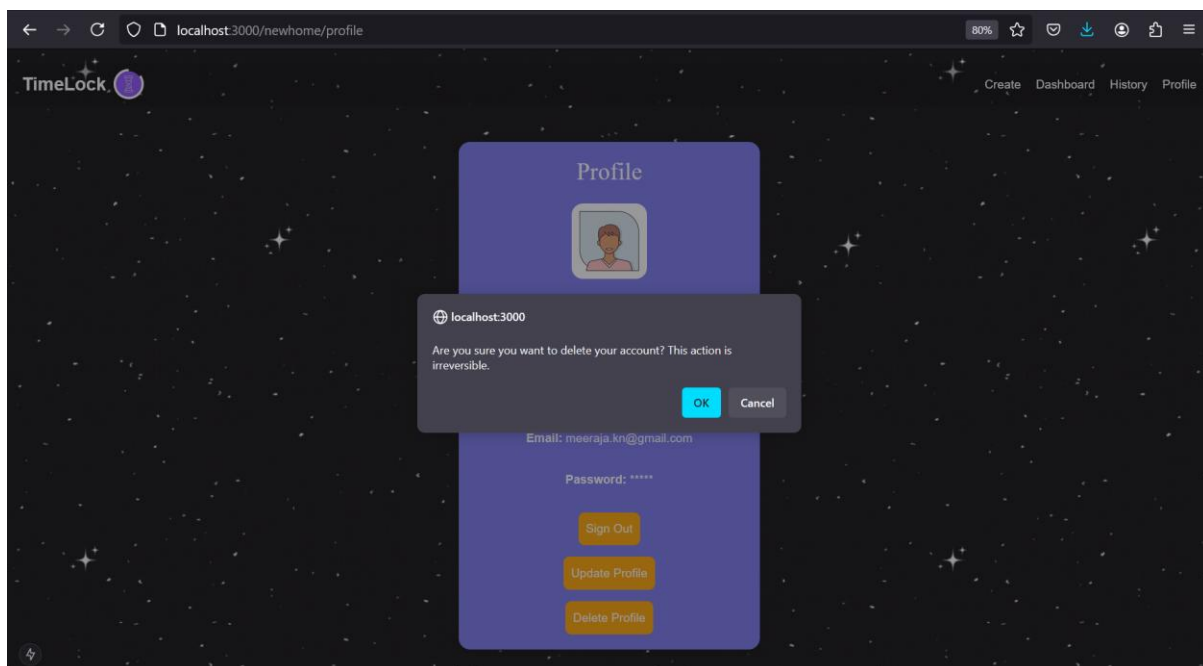 localhost:3000/newhome/profile
80%
TimeLock
Create Dashboard History Profile
Profile
localhost:3000
Are you sure you want to delete your account? This action is
irreversible.
OK Cancel
Email: meeraja.kn@gmail.com
Password: *****
Sign Out
Update Profile
Delete Profile